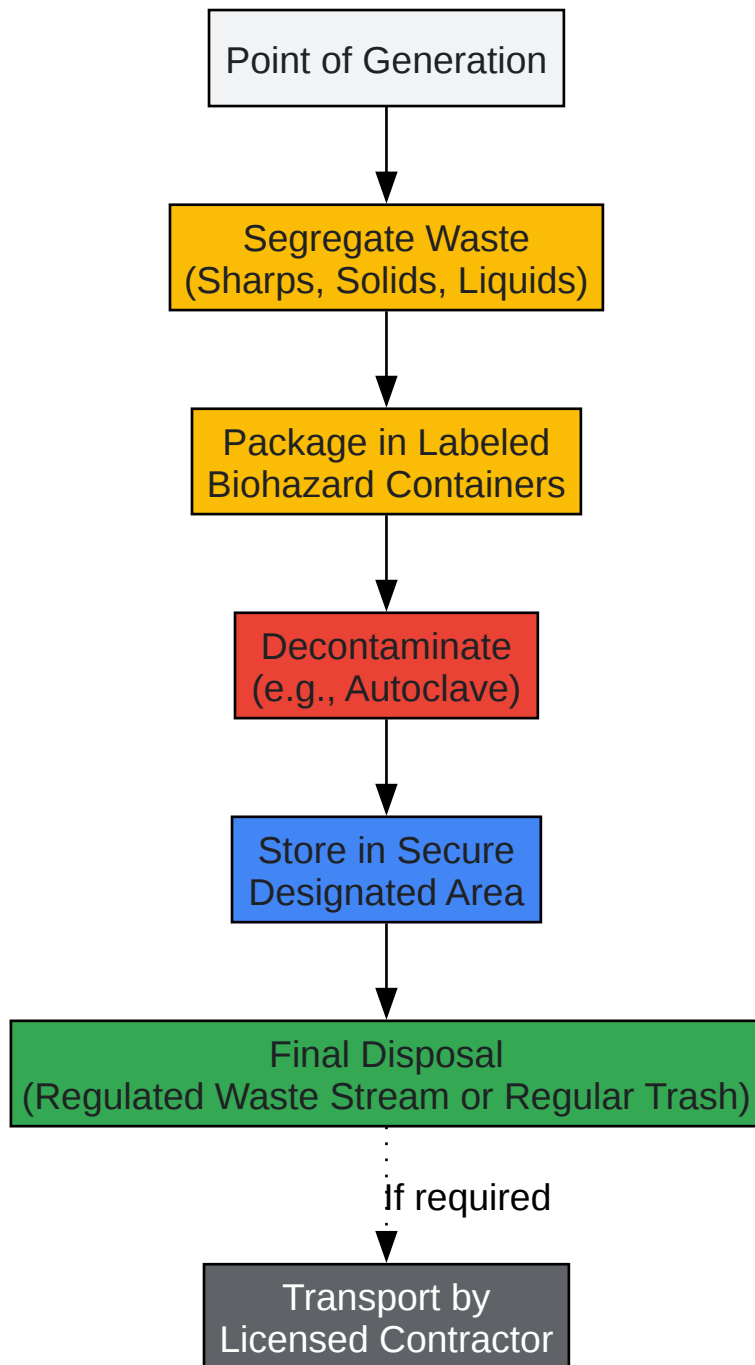 Point of Generation
Segregate Waste
(Sharps, Solids, Liquids)
Package in Labeled
Biohazard Containers
Decontaminate
(e.g., Autoclave)
Store in Secure
Designated Area
Final Disposal
(Regulated Waste Stream or Regular Trash)
If required
Transport by
Licensed Contractor